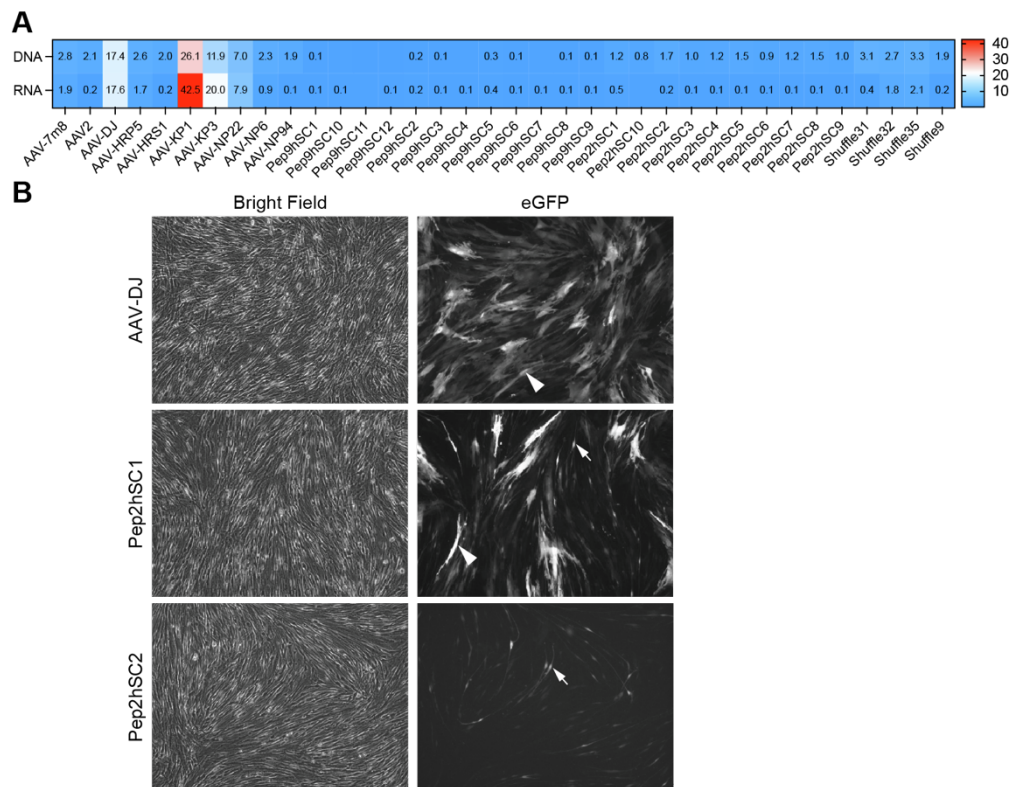 A
DNA 2.8 2.1 17.4 2.6 2.0 26.1 11.9 7.0 2.3 1.9 0.1 0.2 0.1 0.3 0.1 0.1 0.1 1.2 0.8 1.7 1.0 1.2 1.5 0.9 1.2 1.5 1.0 3.1 2.7 3.3 1.9
RNA 1.9 0.2 17.6 1.7 0.2 42.5 20.0 7.9 0.9 0.1 0.1 0.1 0.1 0.1 0.1 0.1 0.4 0.1 0.1 0.1 0.1 0.5 0.2 0.1 0.1 0.2 0.1 0.1 0.2 0.1 0.4 1.8 2.1 0.2
40
30
20
10
AAV-7m8
AAV2
AAV-DJ
AAV-HRP5
AAV-HRS1
AAV-KP1
AAV-KP3
AAV-NP22
AAV-NP6
AAV-NP94
Pep9hSC1
Pep9hSC10
Pep9hSC11
Pep9hSC12
Pep9hSC2
Pep9hSC3
Pep9hSC4
Pep9hSC5
Pep9hSC6
Pep9hSC7
Pep9hSC8
Pep9hSC9
Pep2hSC1
Pep2hSC10
Pep2hSC2
Pep2hSC3
Pep2hSC4
Pep2hSC5
Pep2hSC6
Pep2hSC7
Pep2hSC8
Pep2hSC9
Shuffle31
Shuffle32
Shuffle35
Shuffle9
B
Bright Field
eGFP
AAV-DJ
Pep2hSC1
Pep2hSC2